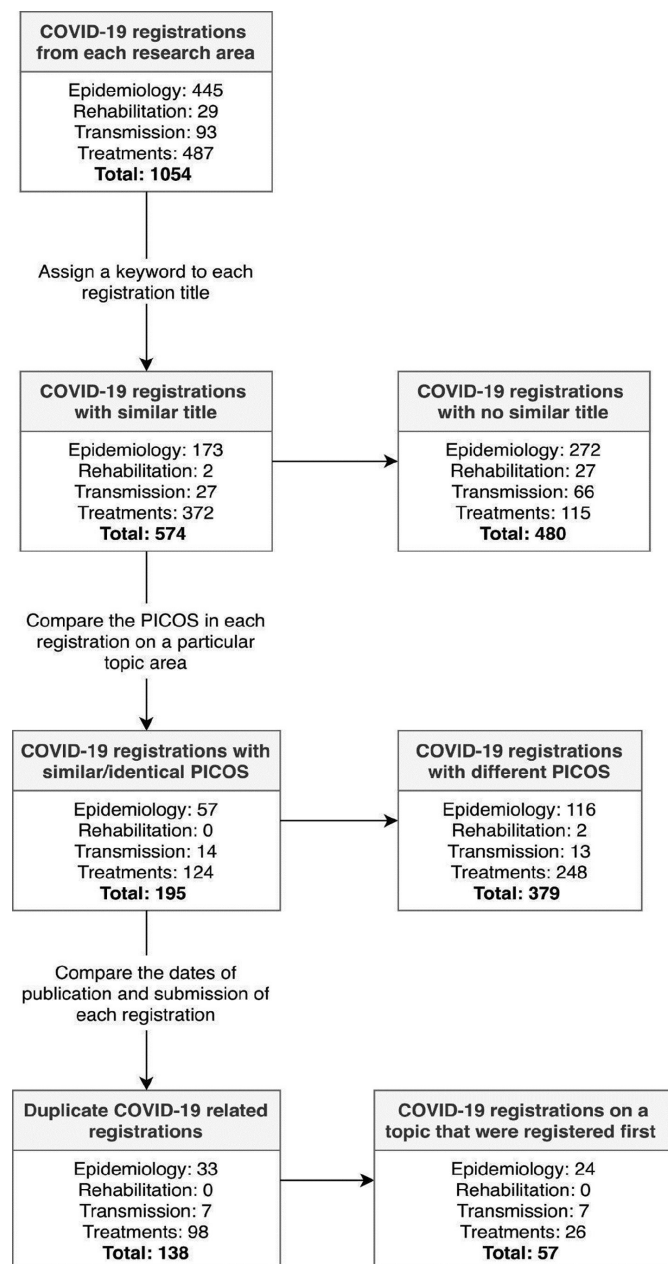 COVID-19 registrations
from each research area
Epidemiology: 445
Rehabilitation: 29
Transmission: 93
Treatments: 487
Total: 1054
Assign a keyword to each
registration title
COVID-19 registrations
with similar title
Epidemiology: 173
Rehabilitation: 2
Transmission: 27
Treatments: 372
Total: 574
COVID-19 registrations
with no similar title
Epidemiology: 272
Rehabilitation: 27
Transmission: 66
Treatments: 115
Total: 480
Compare the PICOS in each
registration on a particular
topic area
COVID-19 registrations with
similar/identical PICOS
Epidemiology: 57
Rehabilitation: 0
Transmission: 14
Treatments: 124
Total: 195
COVID-19 registrations
with different PICOS
Epidemiology: 116
Rehabilitation: 2
Transmission: 13
Treatments: 248
Total: 379
Compare the dates of
publication and submission of
each registration
Duplicate COVID-19 related
registrations
Epidemiology: 33
Rehabilitation: 0
Transmission: 7
Treatments: 98
Total: 138
COVID-19 registrations on a
topic that were registered first
Epidemiology: 24
Rehabilitation: 0
Transmission: 7
Treatments: 26
Total: 57